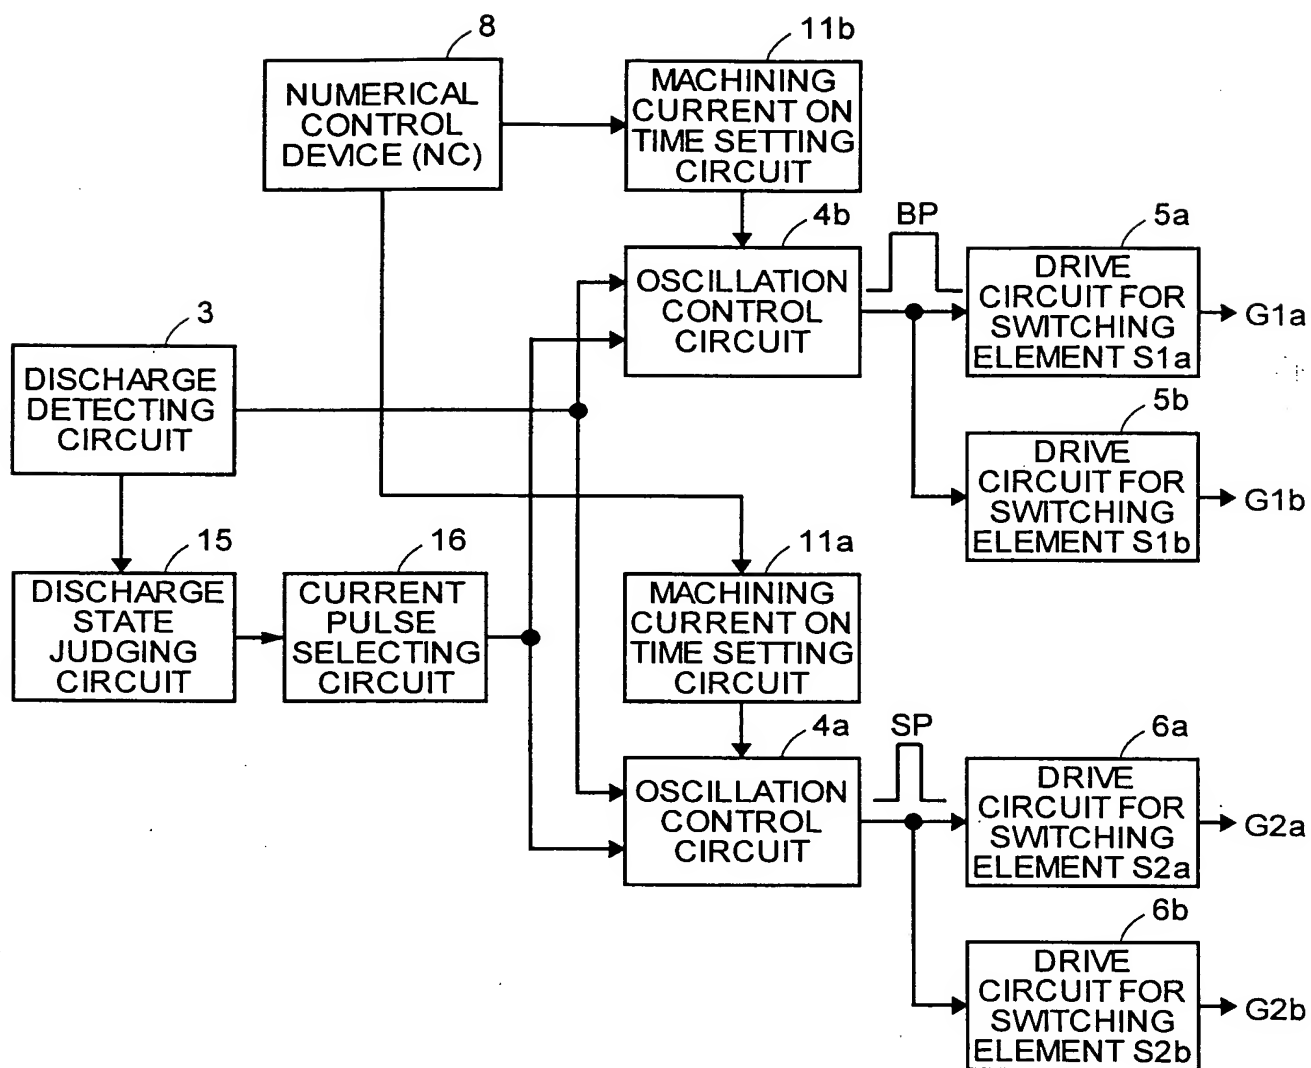 8
NUMERICAL
CONTROL
DEVICE (NC)
11b
MACHINING
CURRENT ON
TIME SETTING
CIRCUIT
3
DISCHARGE
DETECTING
CIRCUIT
4b
OSCILLATION
CONTROL
CIRCUIT
BP
5a
DRIVE
CIRCUIT FOR
SWITCHING
ELEMENT S1a
G1a
5b
DRIVE
CIRCUIT FOR
SWITCHING
ELEMENT S1b
G1b
15
DISCHARGE
STATE
JUDGING
CIRCUIT
16
CURRENT
PULSE
SELECTING
CIRCUIT
11a
MACHINING
CURRENT ON
TIME SETTING
CIRCUIT
4a
OSCILLATION
CONTROL
CIRCUIT
SP
6a
DRIVE
CIRCUIT FOR
SWITCHING
ELEMENT S2a
G2a
6b
DRIVE
CIRCUIT FOR
SWITCHING
ELEMENT S2b
G2b